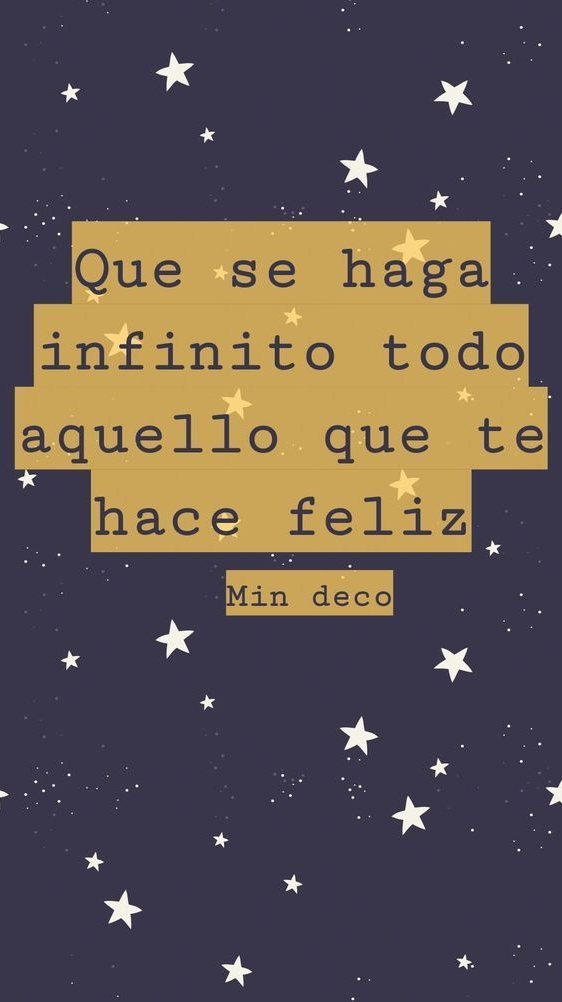 Que se haga
infinito todo
aquello que te
hace feliz
Min deco